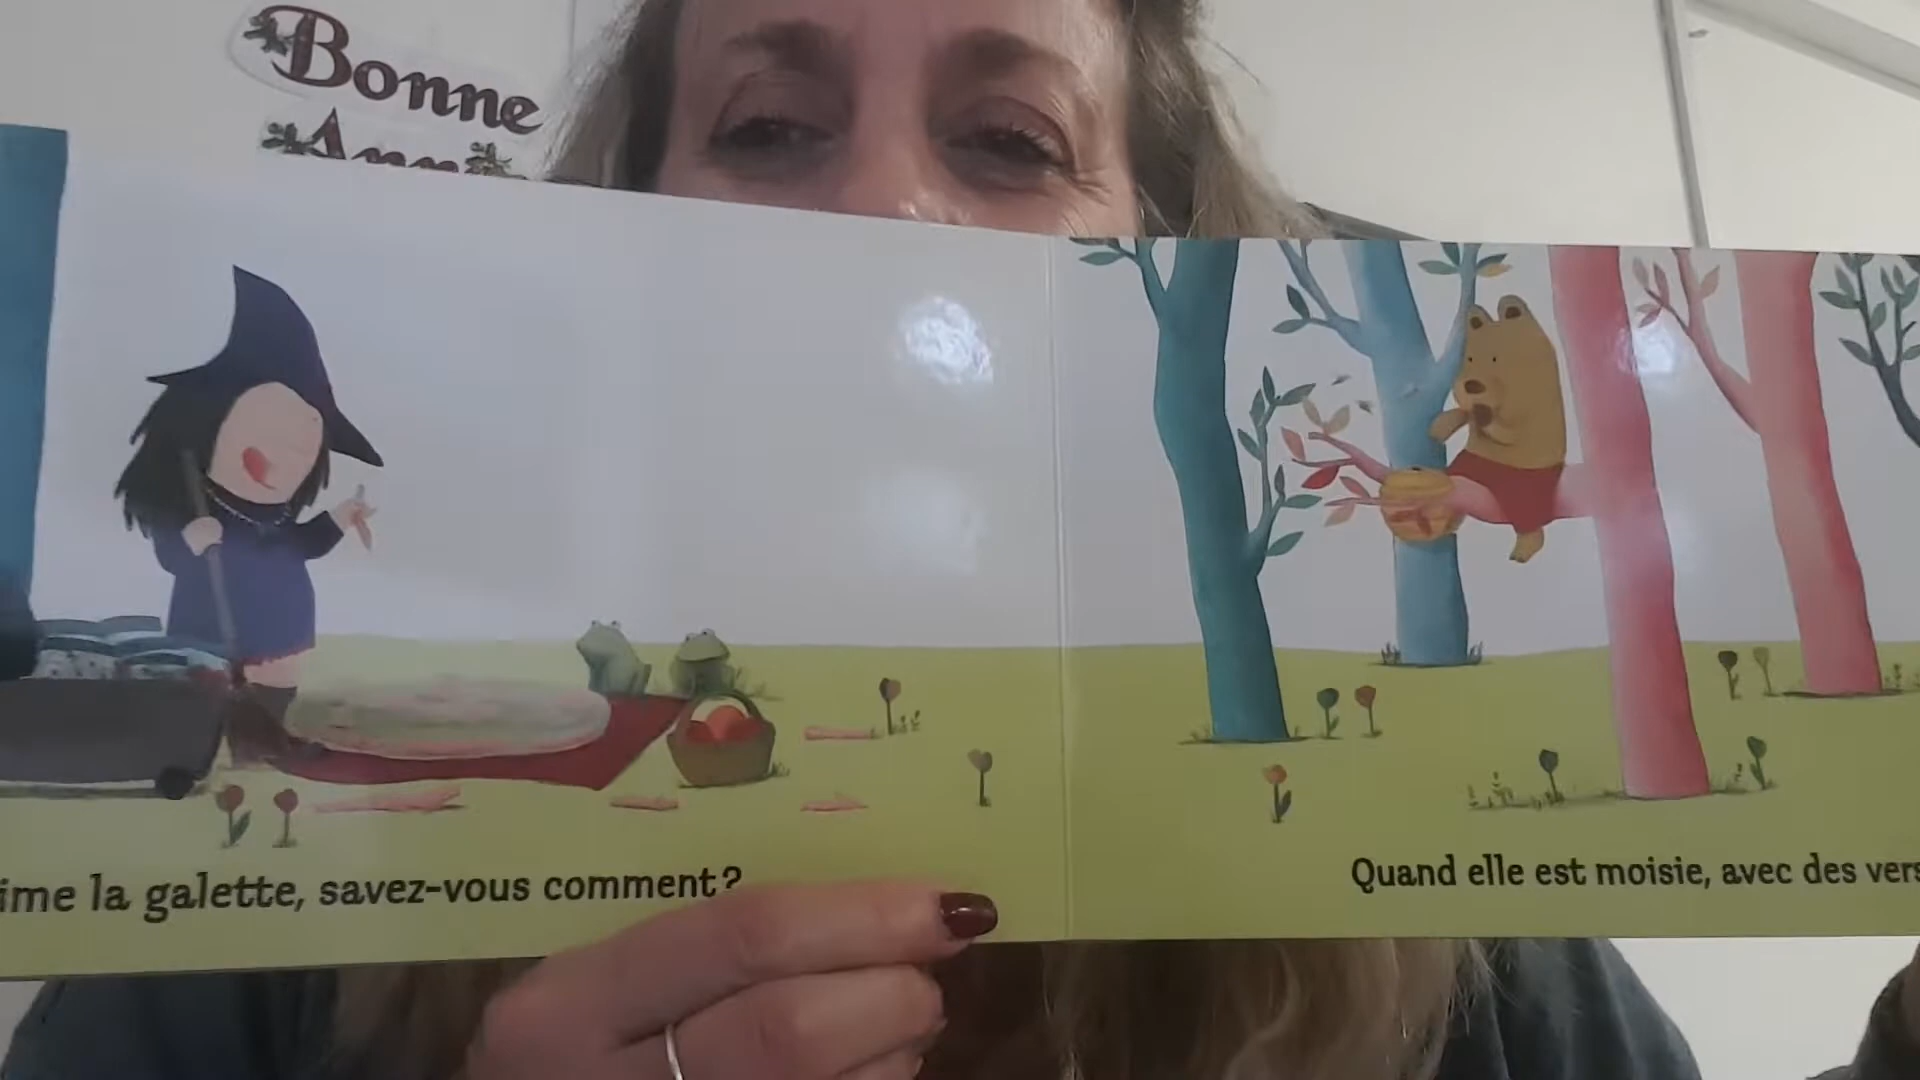 Bonne
ime la galette, savez-vous comment?
Quand elle est moisie, avec des vers